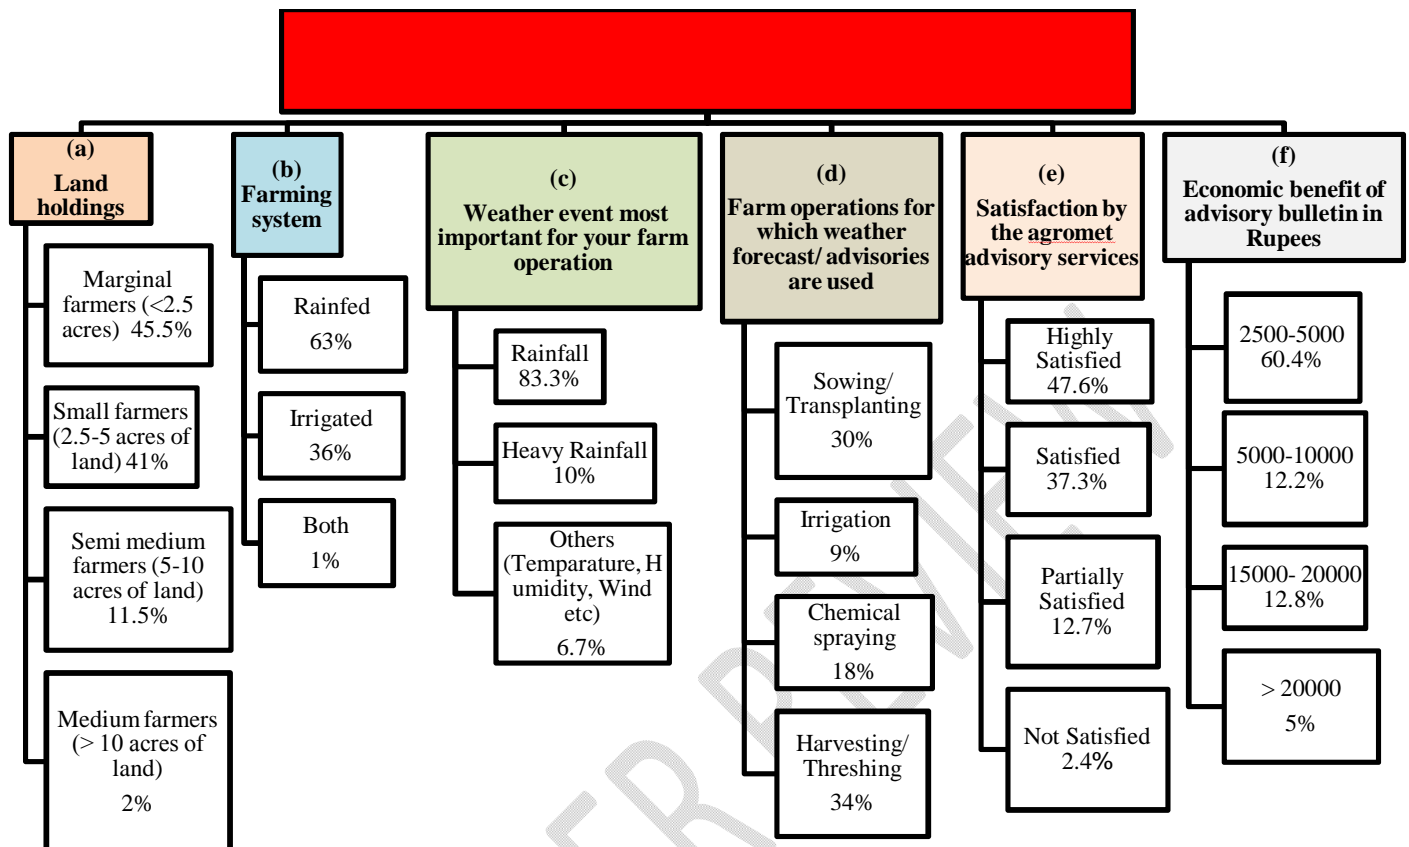 (a)
Land
holdings
Marginal
farmers (<2.5
acres) 45.5%
Small farmers
(2.5-5 acres of
land) 41%
Semi medium
farmers (5-10
acres of land)
11.5%
Medium farmers
(> 10 acres of
land)
2%
(b)
Farming
system
Rainfed
63%
Irrigated
36%
Both
1%
(c)
Weather event most
important for your farm
operation
Rainfall
83.3%
Heavy Rainfall
10%
Others
(Temparature, H
umidity, Wind
etc)
6.7%
(d)
Farm operations for
which weather
forecast/ advisories
are used
Sowing/
Transplanting
30%
Irrigation
9%
Chemical
spraying
18%
Harvesting/
Threshing
34%
(e)
Satisfaction by
the agromet
advisory services
Highly
Satisfied
47.6%
Satisfied
37.3%
Partially
Satisfied
12.7%
Not Satisfied
2.4%
(f)
Economic benefit of
advisory bulletin in
Rupees
2500-5000
60.4%
5000-10000
12.2%
15000- 20000
12.8%
> 20000
5%
ER REVIEW